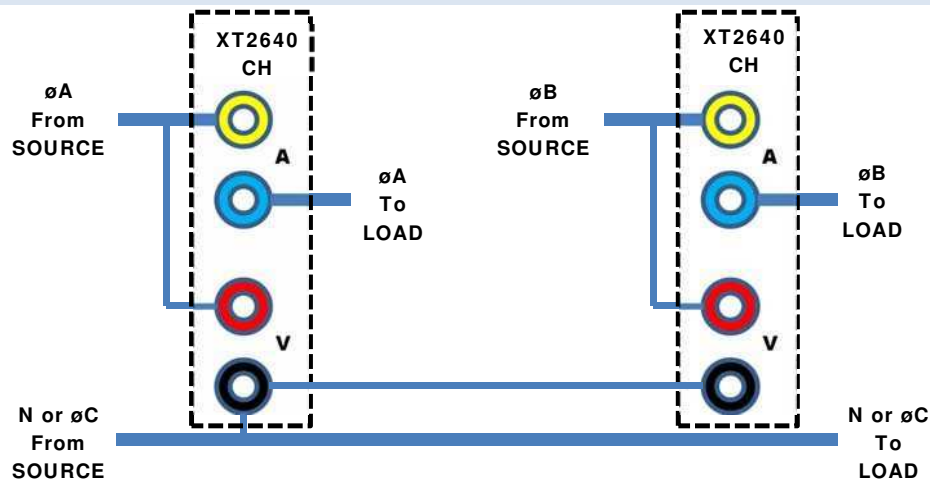 XT2640
CH
øA
From
SOURCE
A
øA
To
LOAD
V
N or øC
From
SOURCE
XT2640
CH
øB
From
SOURCE
A
øB
To
LOAD
V
N or øC
To
LOAD